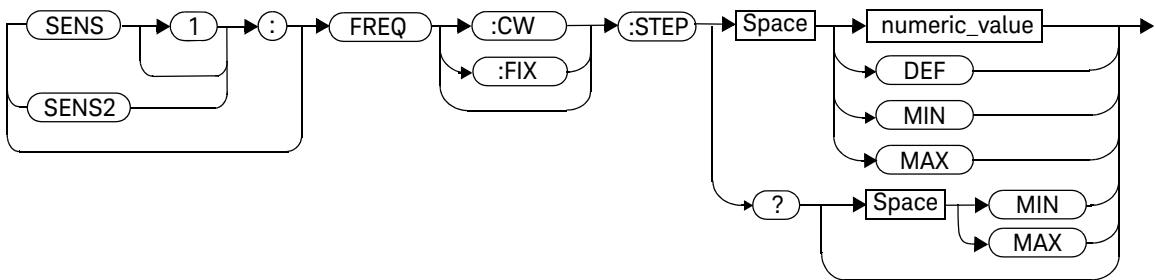 SENS 1 : FREQ :CW :STEP Space numeric_value
:FIX DEF
SENS2 MIN
MAX
? Space MIN
MAX